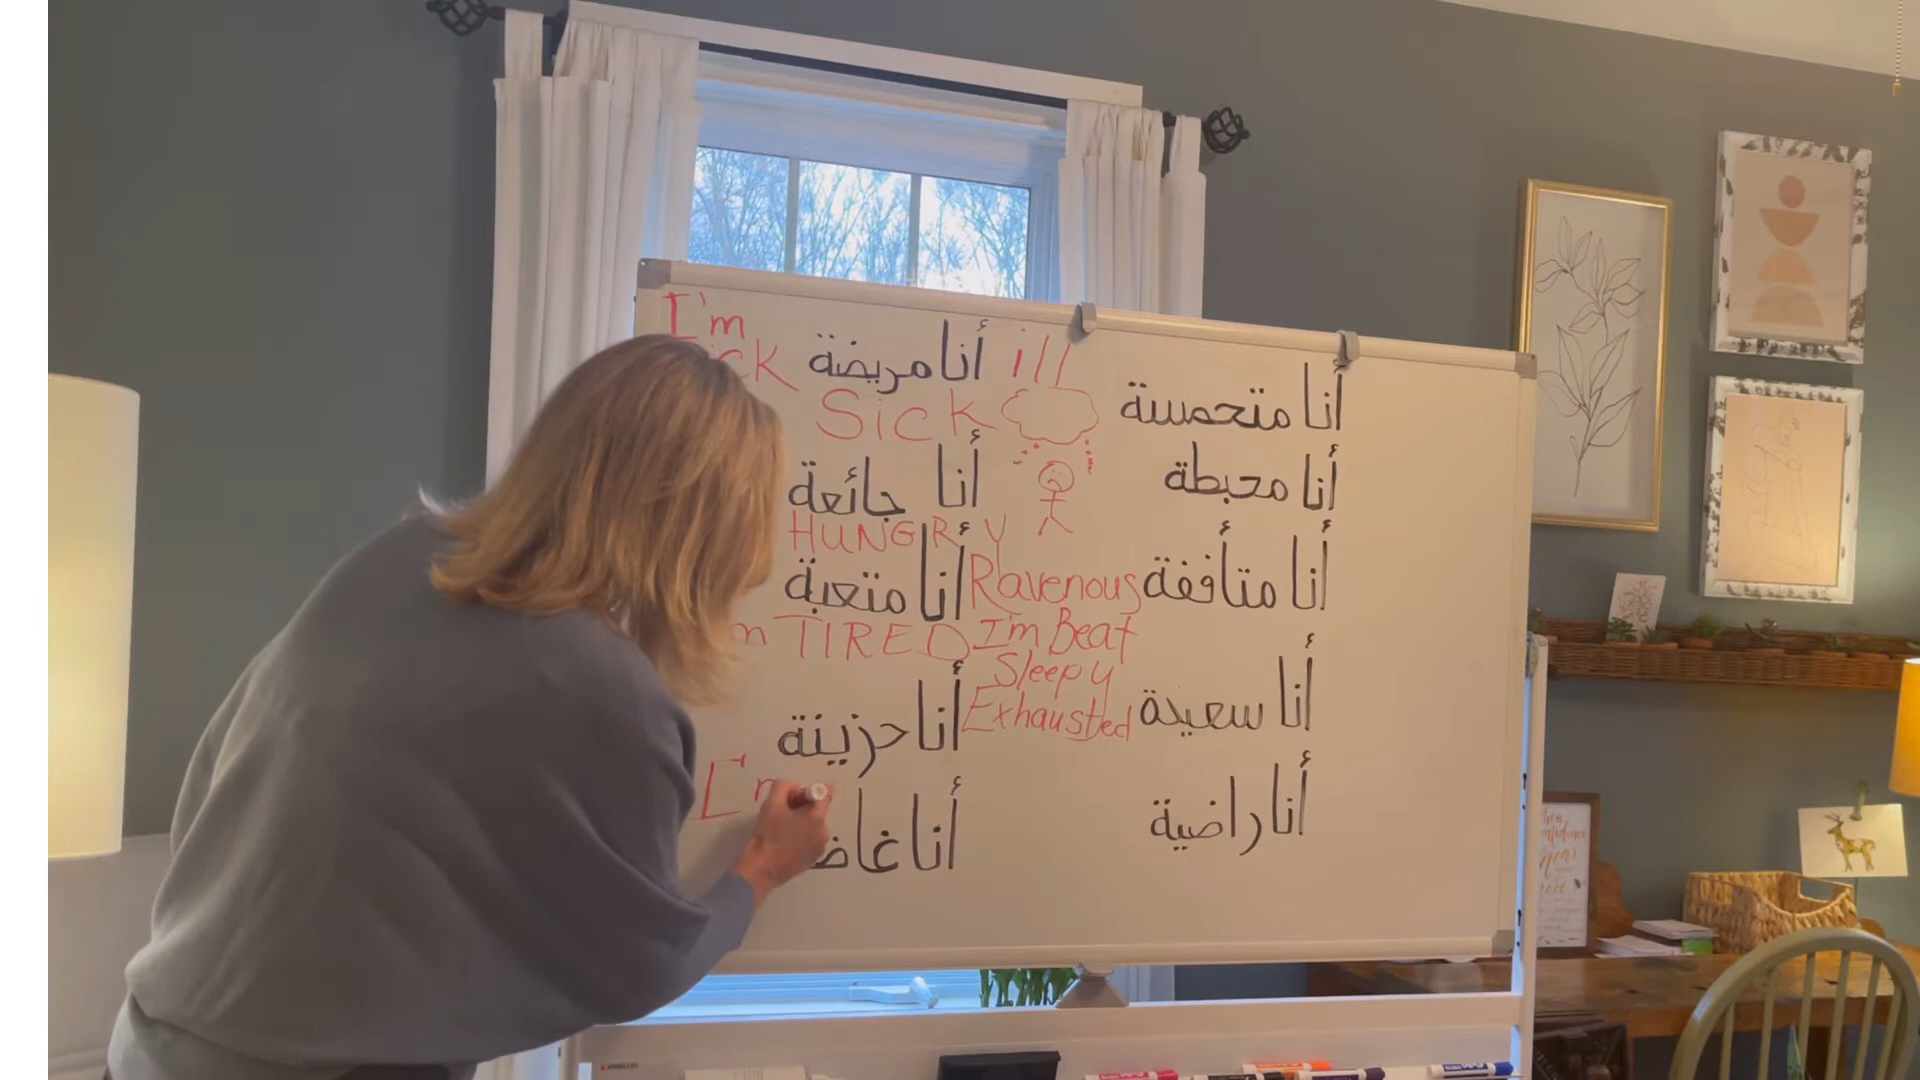 I'm
أنا مريضة ill
Sick
أنا جائعة
HUNGRY
أنا متعبة Ravenous
TIRED I'm Beat
Sleepy
Exhausted
أنا حزينة
أنا
أنا متحمسة
أنا محبطة
أنا متأففة
أنا سعيدة
أنا راضية